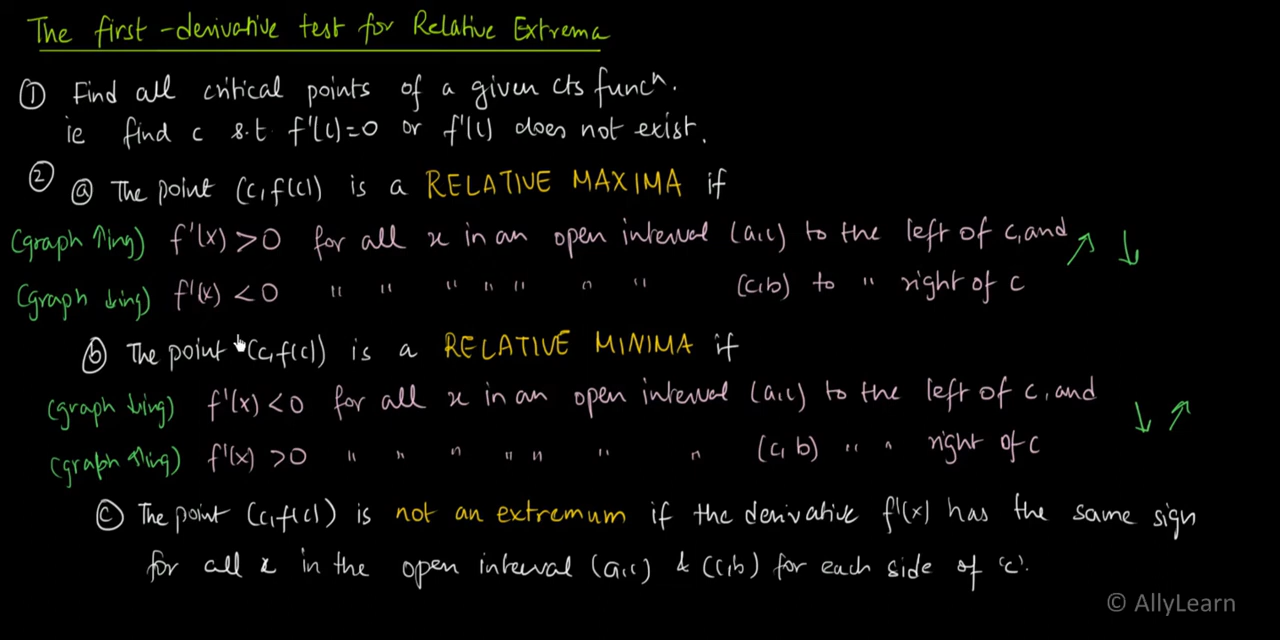 The first-derivative test for Relative Extrema
① Find all critical points of a given cts funcⁿ.
ie find c s.t f'(c)=0 or f'(c) does not exist.
② ⓐ The point (c,f(c)) is a RELATIVE MAXIMA if
(graph ↑ing) f'(x) > 0 for all x in an open interval (a,c) to the left of c, and ↗ ↓
(graph ↓ing) f'(x) < 0 " " " " " " " (c,b) to " right of c
ⓑ The point (c,f(c)) is a RELATIVE MINIMA if
(graph ↓ing) f'(x) < 0 for all x in an open interval (a,c) to the left of c, and ↓ ↗
(graph ↑ing) f'(x) > 0 " " " " " " " (c, b) " " right of c
ⓒ The point (c,f(c)) is not an extremum if the derivative f'(x) has the same sign
for all x in the open interval (a,c) & (c,b) for each side of 'c'.
© AllyLearn